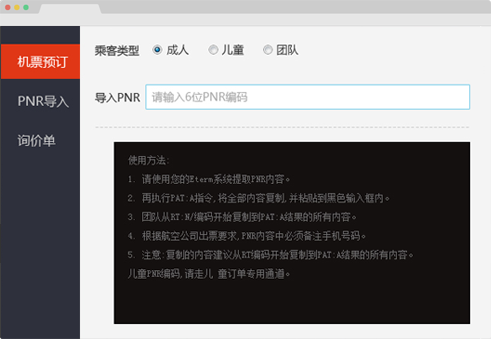 乘客类型 成人 儿童 团队
机票预订
PNR导入
导入PNR 请输入6位PNR编码
询价单
使用方法:
1. 请使用您的Eterm系统提取PNR内容。
2. 再执行PAT:A指令,将全部内容复制,并粘贴到黑色输入框内。
3. 团队从RT:N/编码开始复制到PAT:A结果的所有内容。
4. 根据航空公司出票要求,PNR内容中必须备注手机号码。
5. 注意:复制的内容建议从RT编码开始复制到PAT:A结果的所有内容。
儿童PNR编码,请走儿 童订单专用通道。